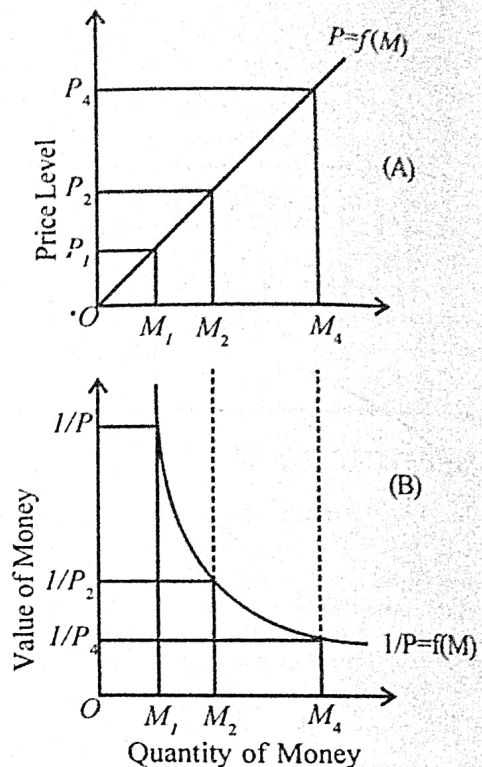 P=f(M)
P4
(A)
P2
P1
Price Level
O
M1 M2 M4
1/P
(B)
1/P2
1/P4
1/P=f(M)
Value of Money
O
M1 M2 M4
Quantity of Money